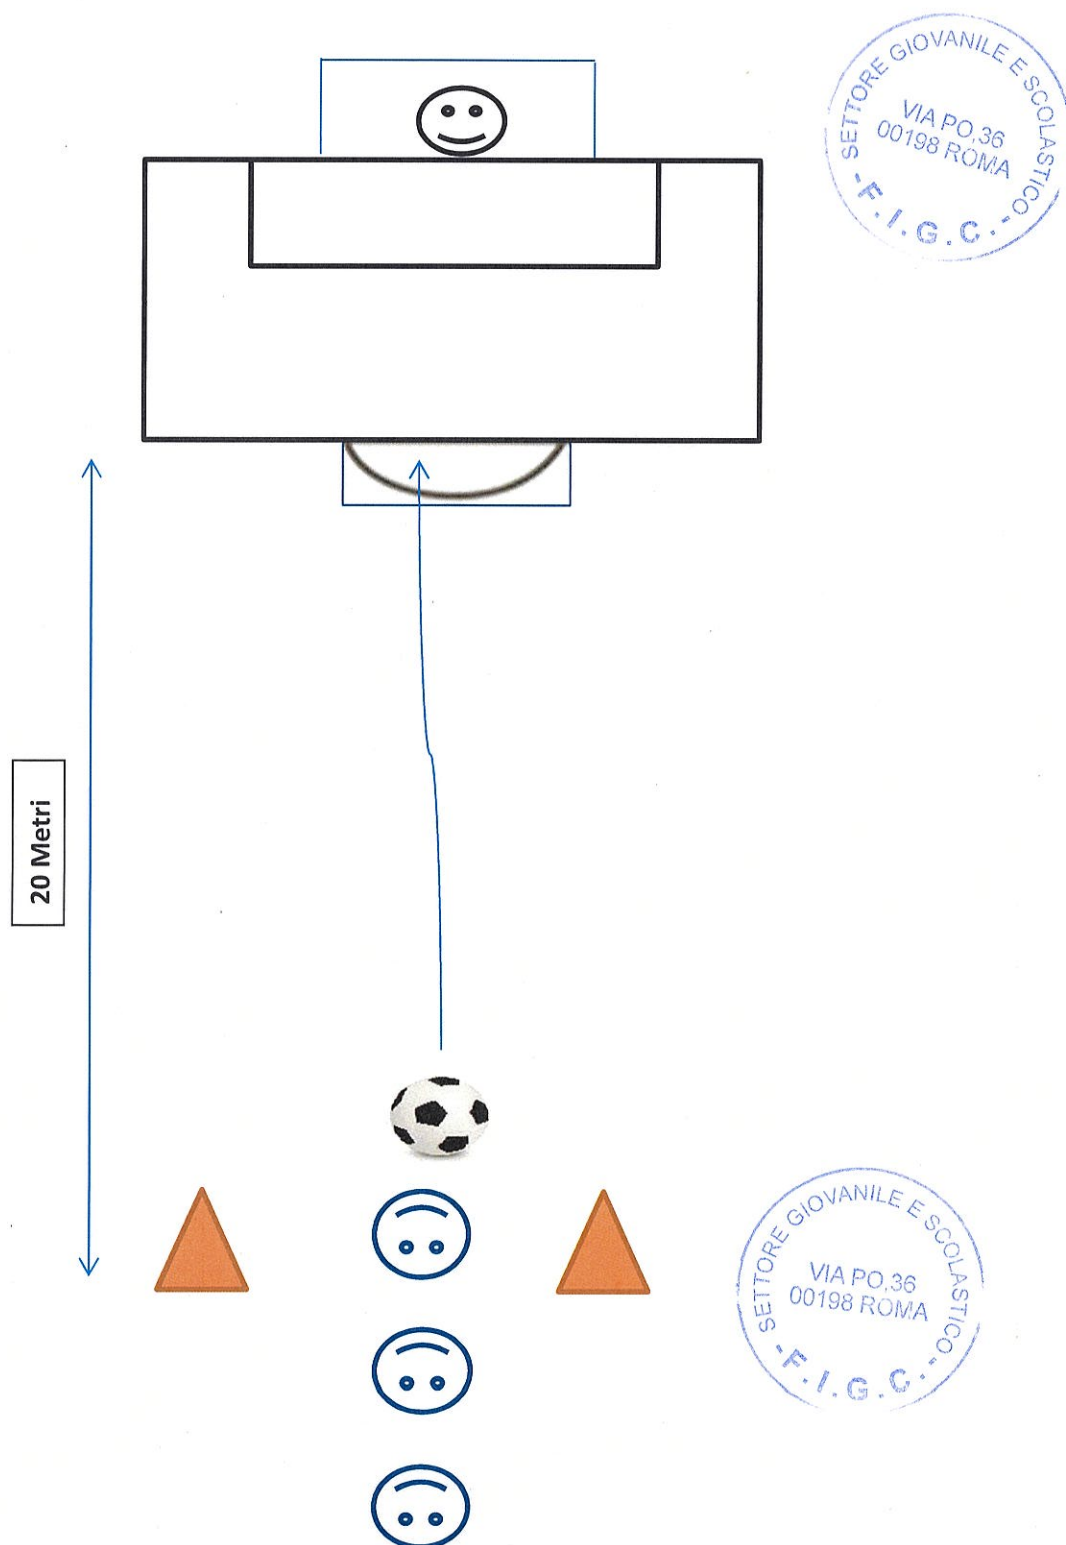 SETTORE GIOVANILE E SCOLASTICO
VIA PO,36
00198 ROMA
- F.I.G.C. -
20 Metri
SETTORE GIOVANILE E SCOLASTICO
VIA PO,36
00198 ROMA
- F.I.G.C. -